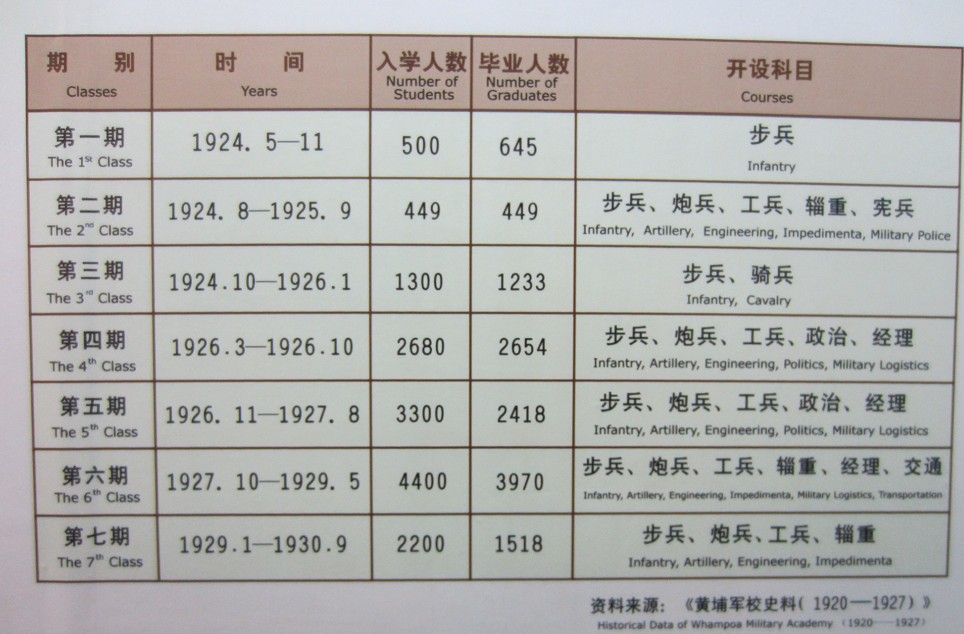 期 别 时 间 入学人数 毕业人数 开设科目
Classes Years Number of Students Number of Graduates Courses
第一期 1924. 5—11 500 645 步兵
The 1st Class Infantry
第二期 1924. 8—1925. 9 449 449 步兵、炮兵、工兵、辎重、宪兵
The 2nd Class Infantry, Artillery, Engineering, Impedimenta, Military Police
第三期 1924.10—1926.1 1300 1233 步兵、骑兵
The 3rd Class Infantry, Cavalry
第四期 1926.3—1926.10 2680 2654 步兵、炮兵、工兵、政治、经理
The 4th Class Infantry, Artillery, Engineering, Politics, Military Logistics
第五期 1926. 11—1927. 8 3300 2418 步兵、炮兵、工兵、政治、经理
The 5th Class Infantry, Artillery, Engineering, Politics, Military Logistics
第六期 1927. 10—1929. 5 4400 3970 步兵、炮兵、工兵、辎重、经理、交通
The 6th Class Infantry, Artillery, Engineering, Impedimenta, Military Logistics, Transportation
第七期 1929.1—1930.9 2200 1518 步兵、炮兵、工兵、辎重
The 7th Class Infantry, Artillery, Engineering, Impedimenta
资料来源：《黄埔军校史料( 1920—1927) 》
Historical Data of Whampoa Military Academy (1920—1927)